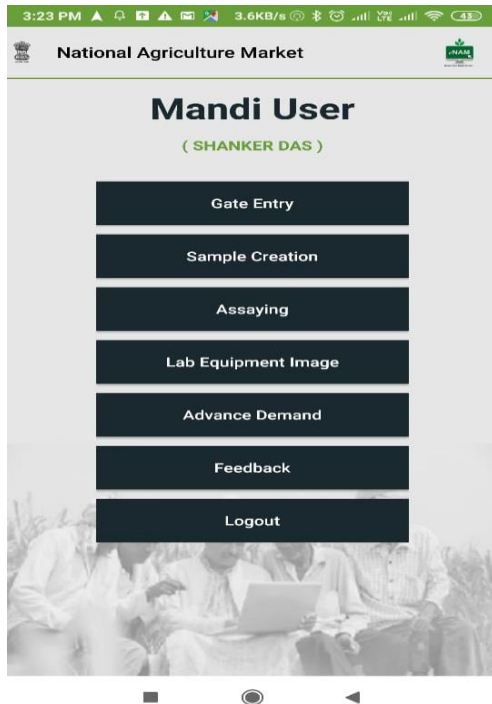 3:23 PM 3.6KB/s 43
National Agriculture Market
eNAM
Mandi User
( SHANKER DAS )
Gate Entry
Sample Creation
Assaying
Lab Equipment Image
Advance Demand
Feedback
Logout